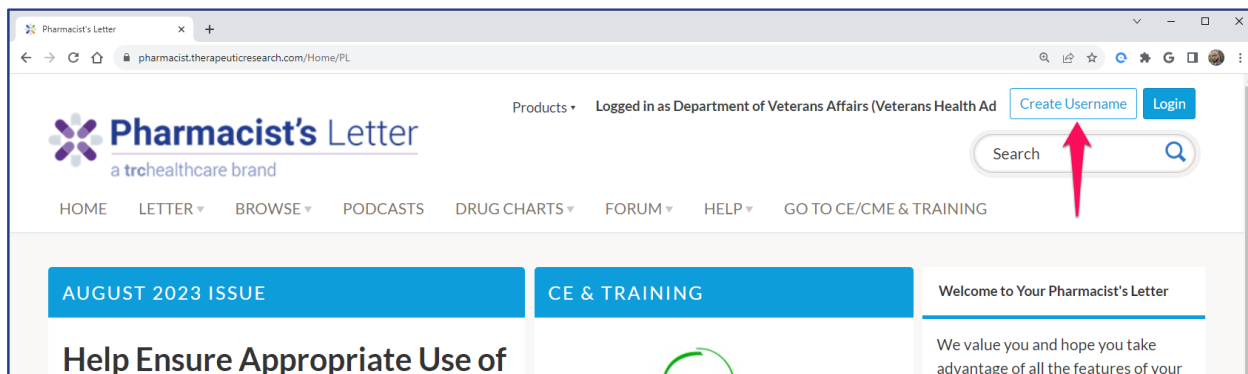 Pharmacist's Letter
pharmacist.therapeuticresearch.com/Home/PL
Products
Logged in as Department of Veterans Affairs (Veterans Health Ad
Create Username
Login
Pharmacist's Letter
a trchealthcare brand
Search
HOME LETTER BROWSE PODCASTS DRUG CHARTS FORUM HELP GO TO CE/CME & TRAINING
AUGUST 2023 ISSUE
CE & TRAINING
Welcome to Your Pharmacist's Letter
Help Ensure Appropriate Use of
We value you and hope you take
advantage of all the features of your